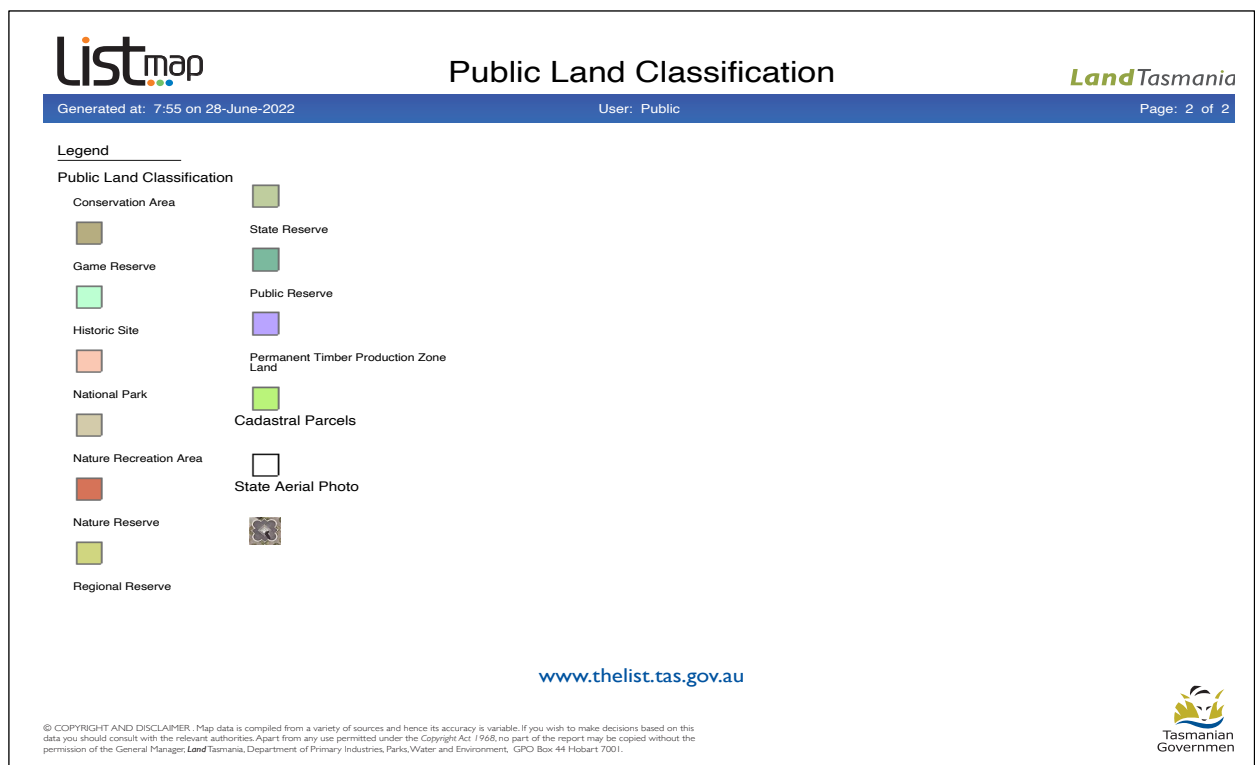 Listmap
Public Land Classification
LandTasmania
Generated at: 7:55 on 28-June-2022
User: Public
Page: 2 of 2
Legend
Public Land Classification
Conservation Area
Game Reserve
Historic Site
National Park
Nature Recreation Area
Nature Reserve
Regional Reserve
State Reserve
Public Reserve
Permanent Timber Production Zone
Land
Cadastral Parcels
State Aerial Photo
www.thelist.tas.gov.au
© COPYRIGHT AND DISCLAIMER . Map data is compiled from a variety of sources and hence its accuracy is variable. If you wish to make decisions based on this
data you should consult with the relevant authorities. Apart from any use permitted under the Copyright Act 1968, no part of the report may be copied without the
permission of the General Manager, Land Tasmania, Department of Primary Industries, Parks, Water and Environment, GPO Box 44 Hobart 7001.
Tasmanian
Governmen